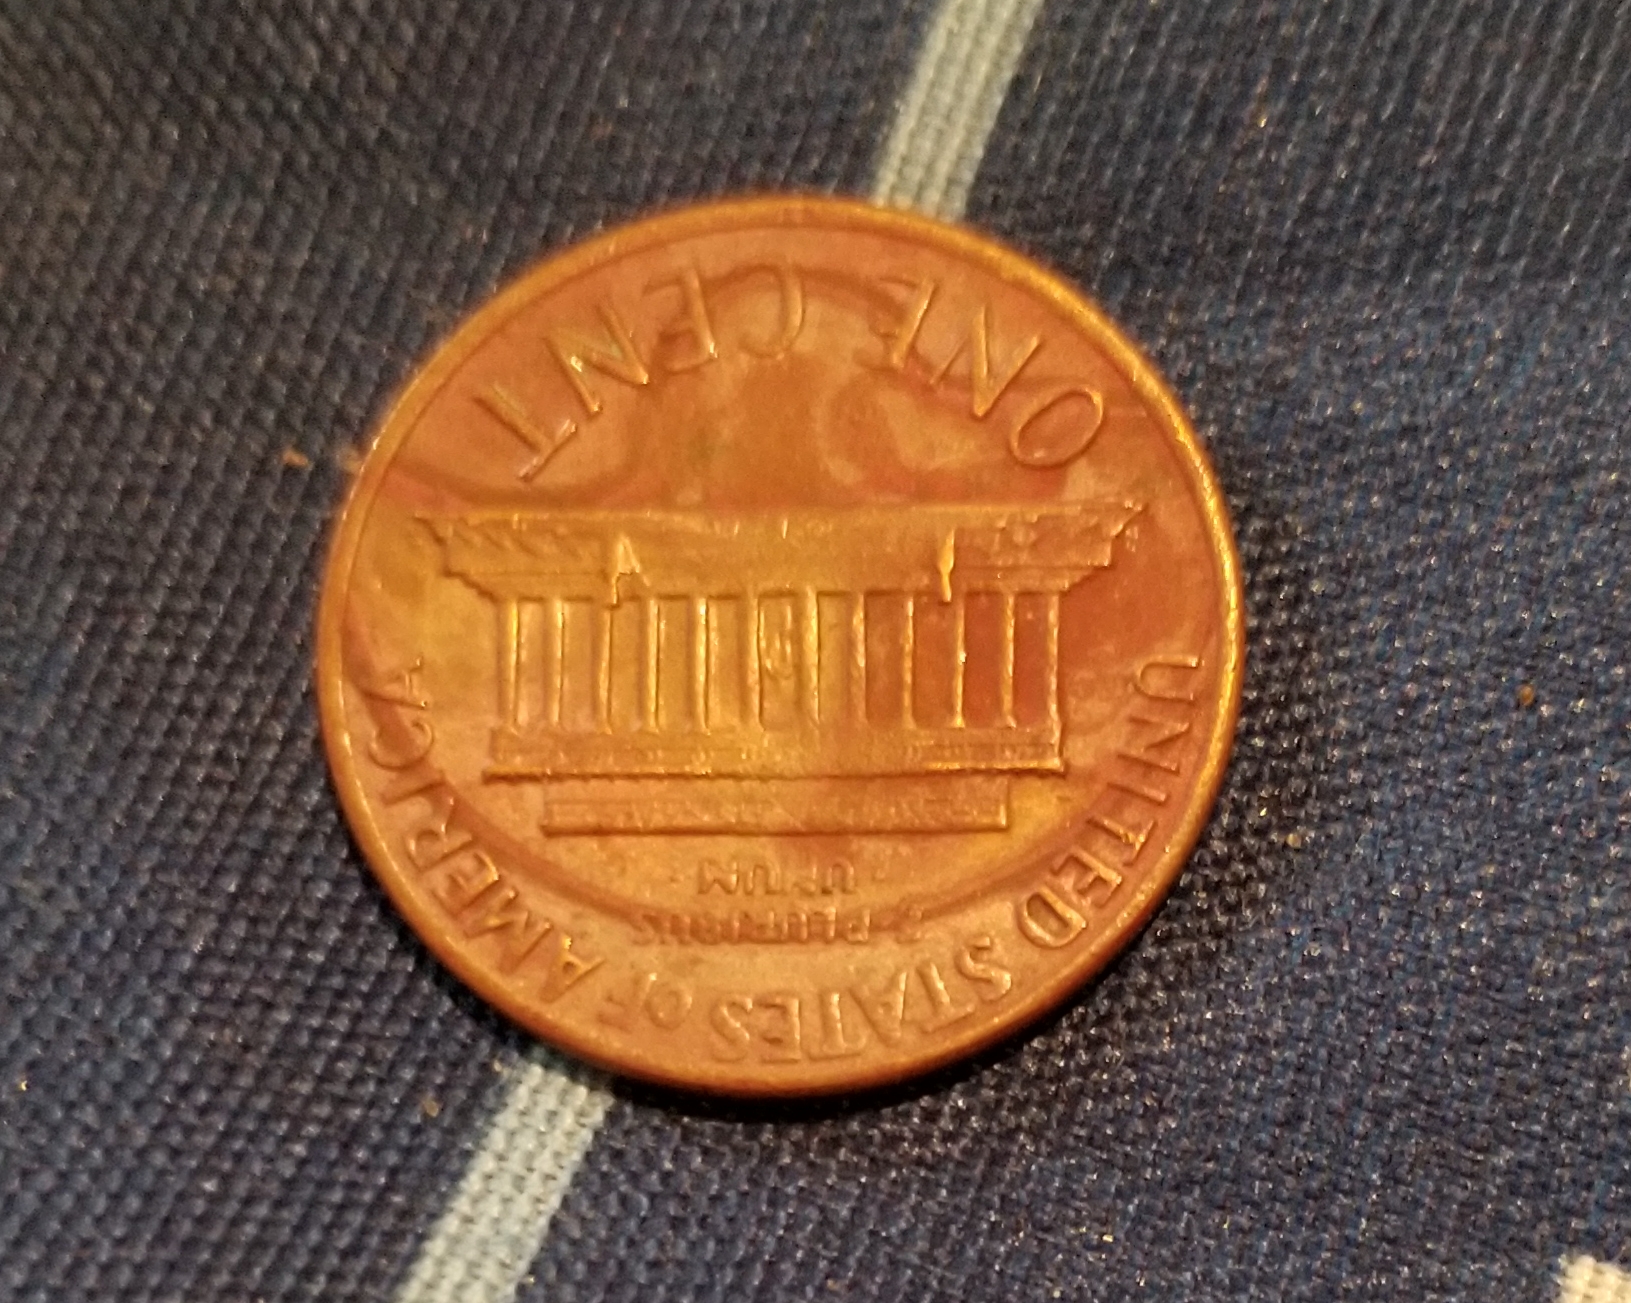 UNITED STATES OF AMERICA
E·PLURIBUS
·UNUM·
ONE CENT